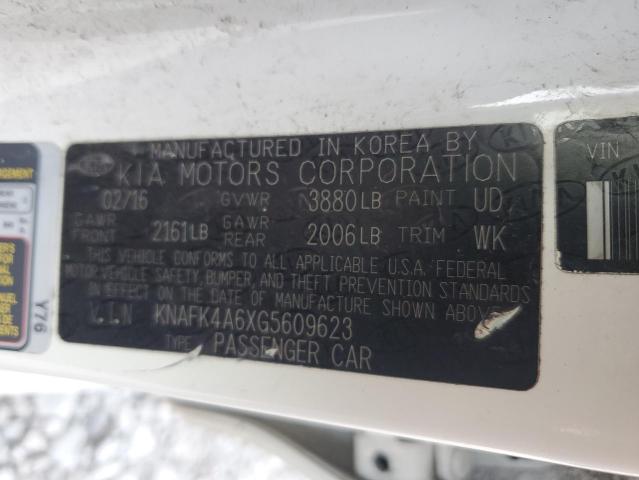 MANUFACTURED IN KOREA BY
KIA MOTORS CORPORATION
02/16 GVWR 3880LB PAINT UD
GAWR FRONT 2161LB GAWR REAR 2006LB TRIM WK
THIS VEHICLE CONFORMS TO ALL APPLICABLE U.S.A. FEDERAL
MOTOR VEHICLE SAFETY, BUMPER, AND THEFT PREVENTION STANDARDS
IN EFFECT ON THE DATE OF MANUFACTURE SHOWN ABOVE
V.I.N KNAFK4A6XG5609623
TYPE PASSENGER CAR
VIN
Y76